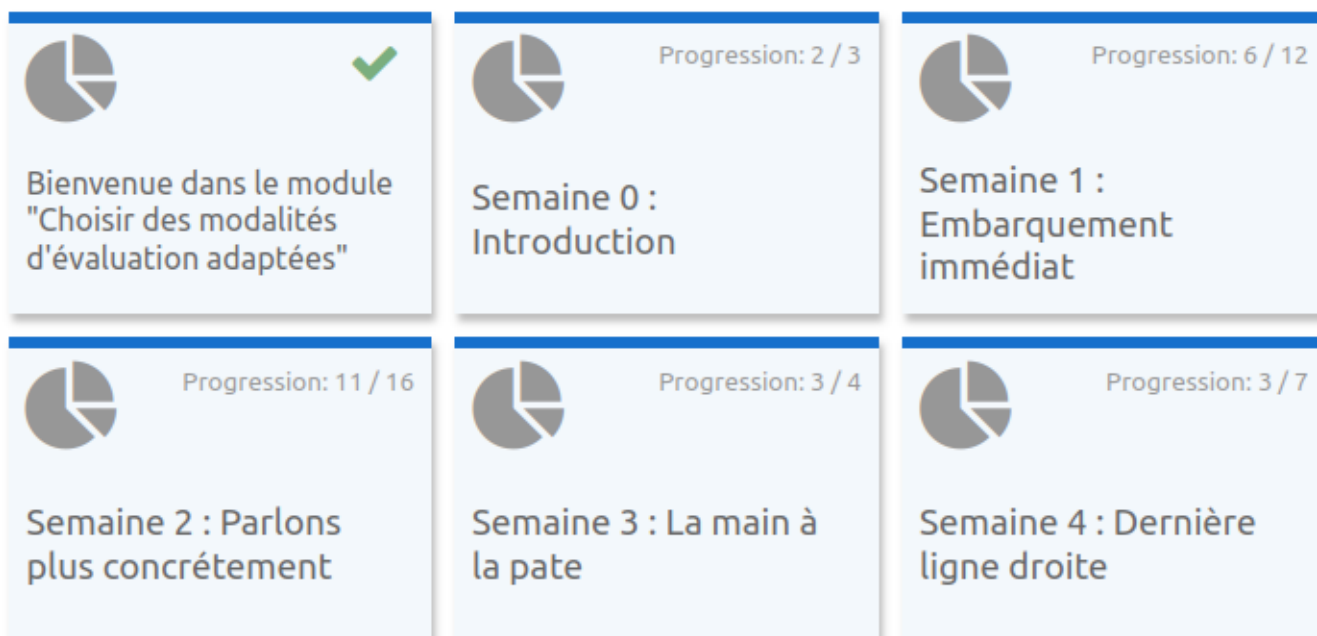 Bienvenue dans le module
"Choisir des modalités
d'évaluation adaptées"
Progression: 2 / 3
Semaine 0 :
Introduction
Progression: 6 / 12
Semaine 1 :
Embarquement
immédiat
Progression: 11 / 16
Semaine 2 : Parlons
plus concrétement
Progression: 3 / 4
Semaine 3 : La main à
la pate
Progression: 3 / 7
Semaine 4 : Dernière
ligne droite